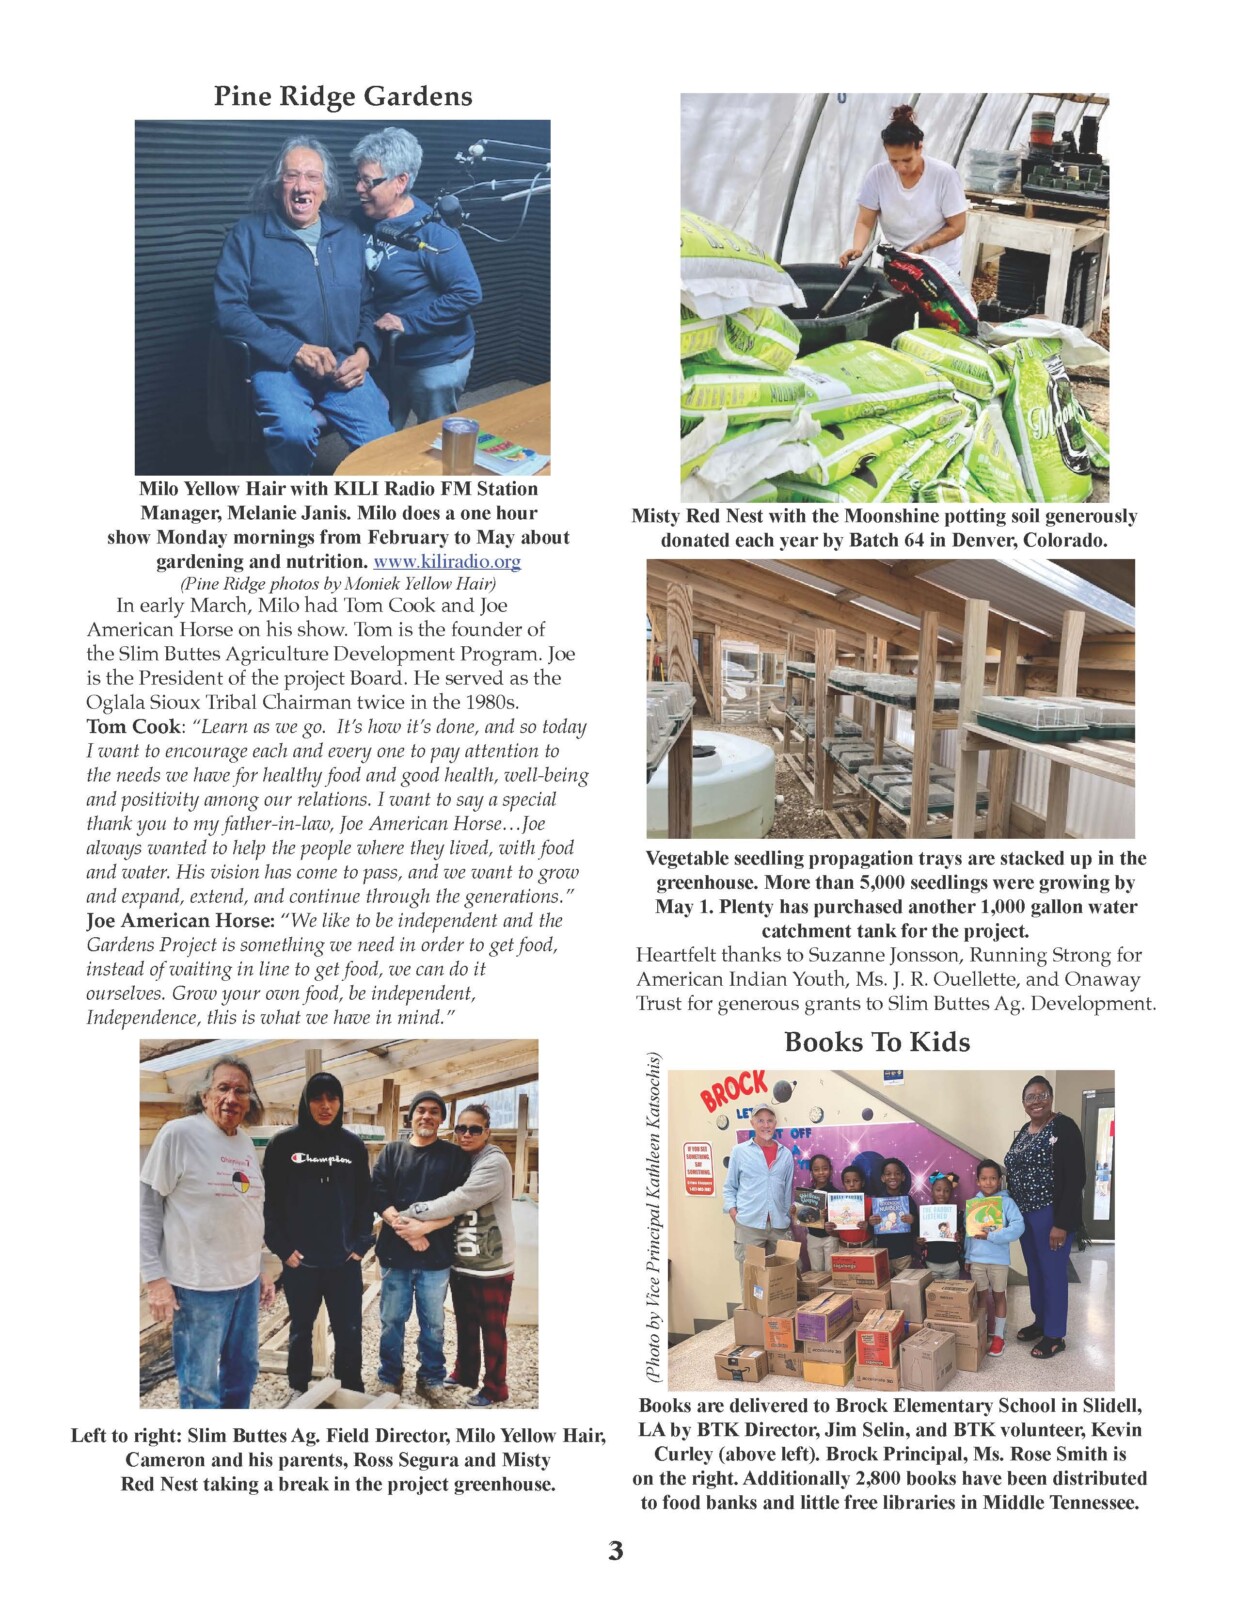 Pine Ridge Gardens
Milo Yellow Hair with KILI Radio FM Station
Manager, Melanie Janis. Milo does a one hour
show Monday mornings from February to May about
gardening and nutrition. www.kiliradio.org
(Pine Ridge photos by Moniek Yellow Hair)
In early March, Milo had Tom Cook and Joe
American Horse on his show. Tom is the founder of
the Slim Buttes Agriculture Development Program. Joe
is the President of the project Board. He served as the
Oglala Sioux Tribal Chairman twice in the 1980s.
Tom Cook: “Learn as we go.  It’s how it’s done, and so today
I want to encourage each and every one to pay attention to
the needs we have for healthy food and good health, well-being
and positivity among our relations. I want to say a special
thank you to my father-in-law, Joe American Horse…Joe
always wanted to help the people where they lived, with food
and water. His vision has come to pass, and we want to grow
and expand, extend, and continue through the generations.”
Joe American Horse: “We like to be independent and the
Gardens Project is something we need in order to get food,
instead of waiting in line to get food, we can do it
ourselves. Grow your own food, be independent,
Independence, this is what we have in mind.”
Champion
Left to right: Slim Buttes Ag. Field Director, Milo Yellow Hair,
Cameron and his parents, Ross Segura and Misty
Red Nest taking a break in the project greenhouse.
Misty Red Nest with the Moonshine potting soil generously
donated each year by Batch 64 in Denver, Colorado.
Vegetable seedling propagation trays are stacked up in the
greenhouse. More than 5,000 seedlings were growing by
May 1. Plenty has purchased another 1,000 gallon water
catchment tank for the project.
Heartfelt thanks to Suzanne Jonsson, Running Strong for
American Indian Youth, Ms. J. R. Ouellette, and Onaway
Trust for generous grants to Slim Buttes Ag. Development.
Books To Kids
(Photo by Vice Principal Kathleen Katsochis)
BROCK
IF YOU SEE
SOMETHING,
SAY
SOMETHING.
Books are delivered to Brock Elementary School in Slidell,
LA by BTK Director, Jim Selin, and BTK volunteer, Kevin
Curley (above left). Brock Principal, Ms. Rose Smith is
on the right. Additionally 2,800 books have been distributed
to food banks and little free libraries in Middle Tennessee.
3